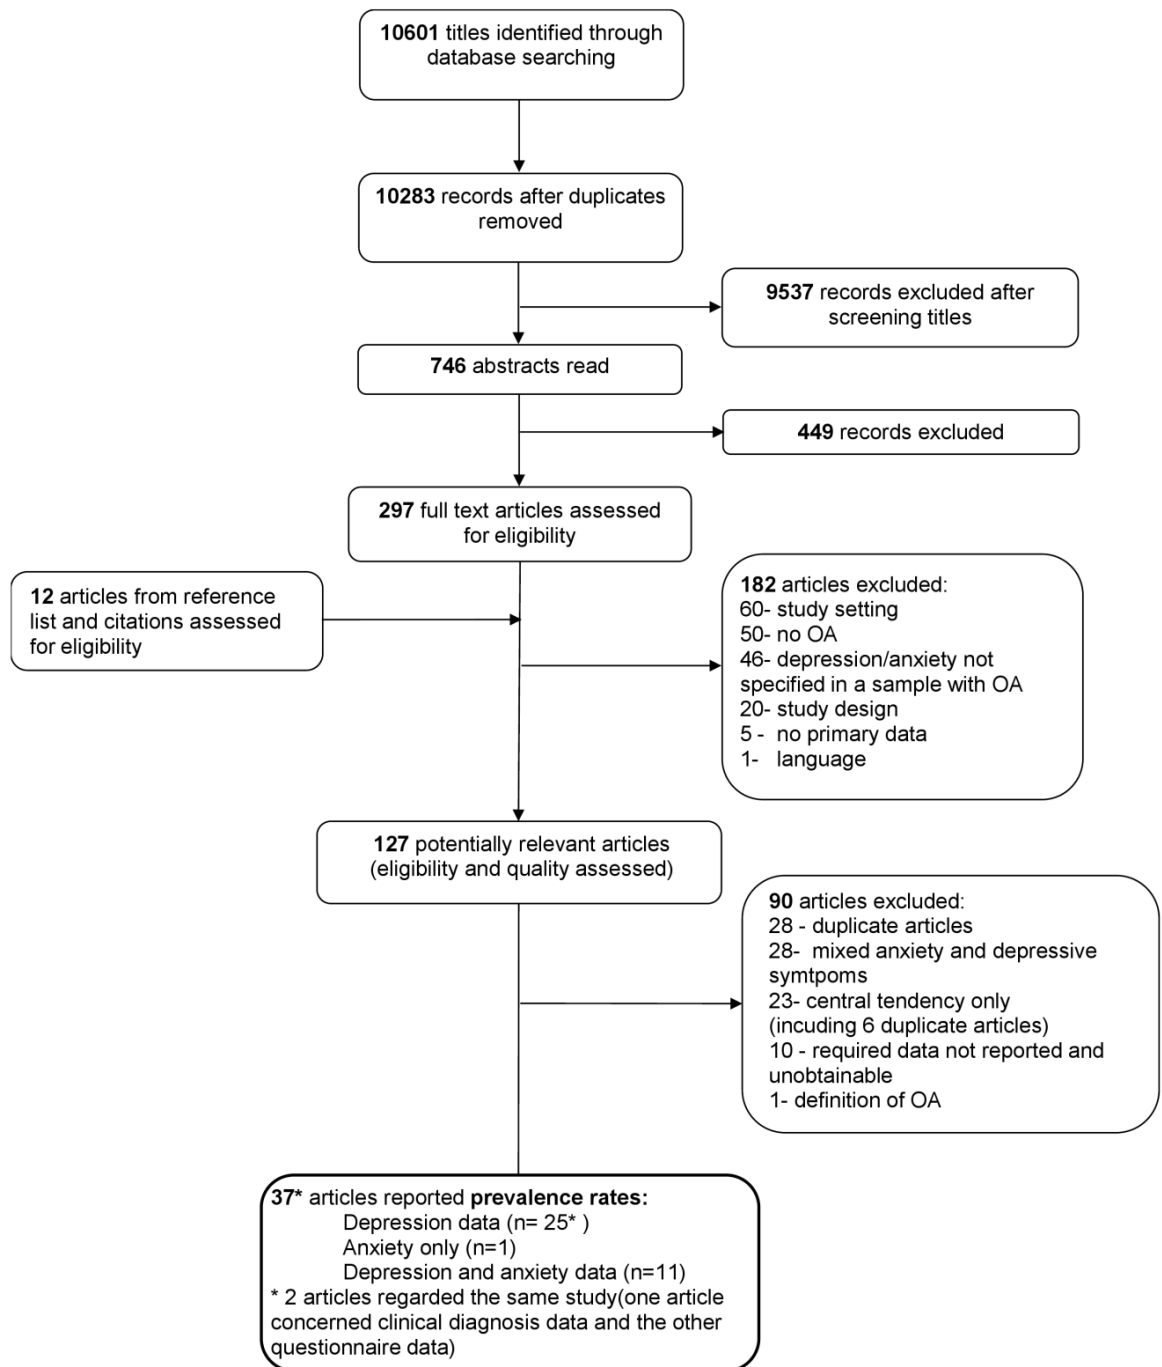 10601 titles identified through
database searching
10283 records after duplicates
removed
9537 records excluded after
screening titles
746 abstracts read
449 records excluded
297 full text articles assessed
for eligibility
12 articles from reference
list and citations assessed
for eligibility
182 articles excluded:
60- study setting
50- no OA
46- depression/anxiety not
specified in a sample with OA
20- study design
5 - no primary data
1- language
127 potentially relevant articles
(eligibility and quality assessed)
90 articles excluded:
28 - duplicate articles
28- mixed anxiety and depressive
symtpoms
23- central tendency only
(incuding 6 duplicate articles)
10 - required data not reported and
unobtainable
1- definition of OA
37* articles reported prevalence rates:
Depression data (n= 25* )
Anxiety only (n=1)
Depression and anxiety data (n=11)
* 2 articles regarded the same study(one article
concerned clinical diagnosis data and the other
questionnaire data)